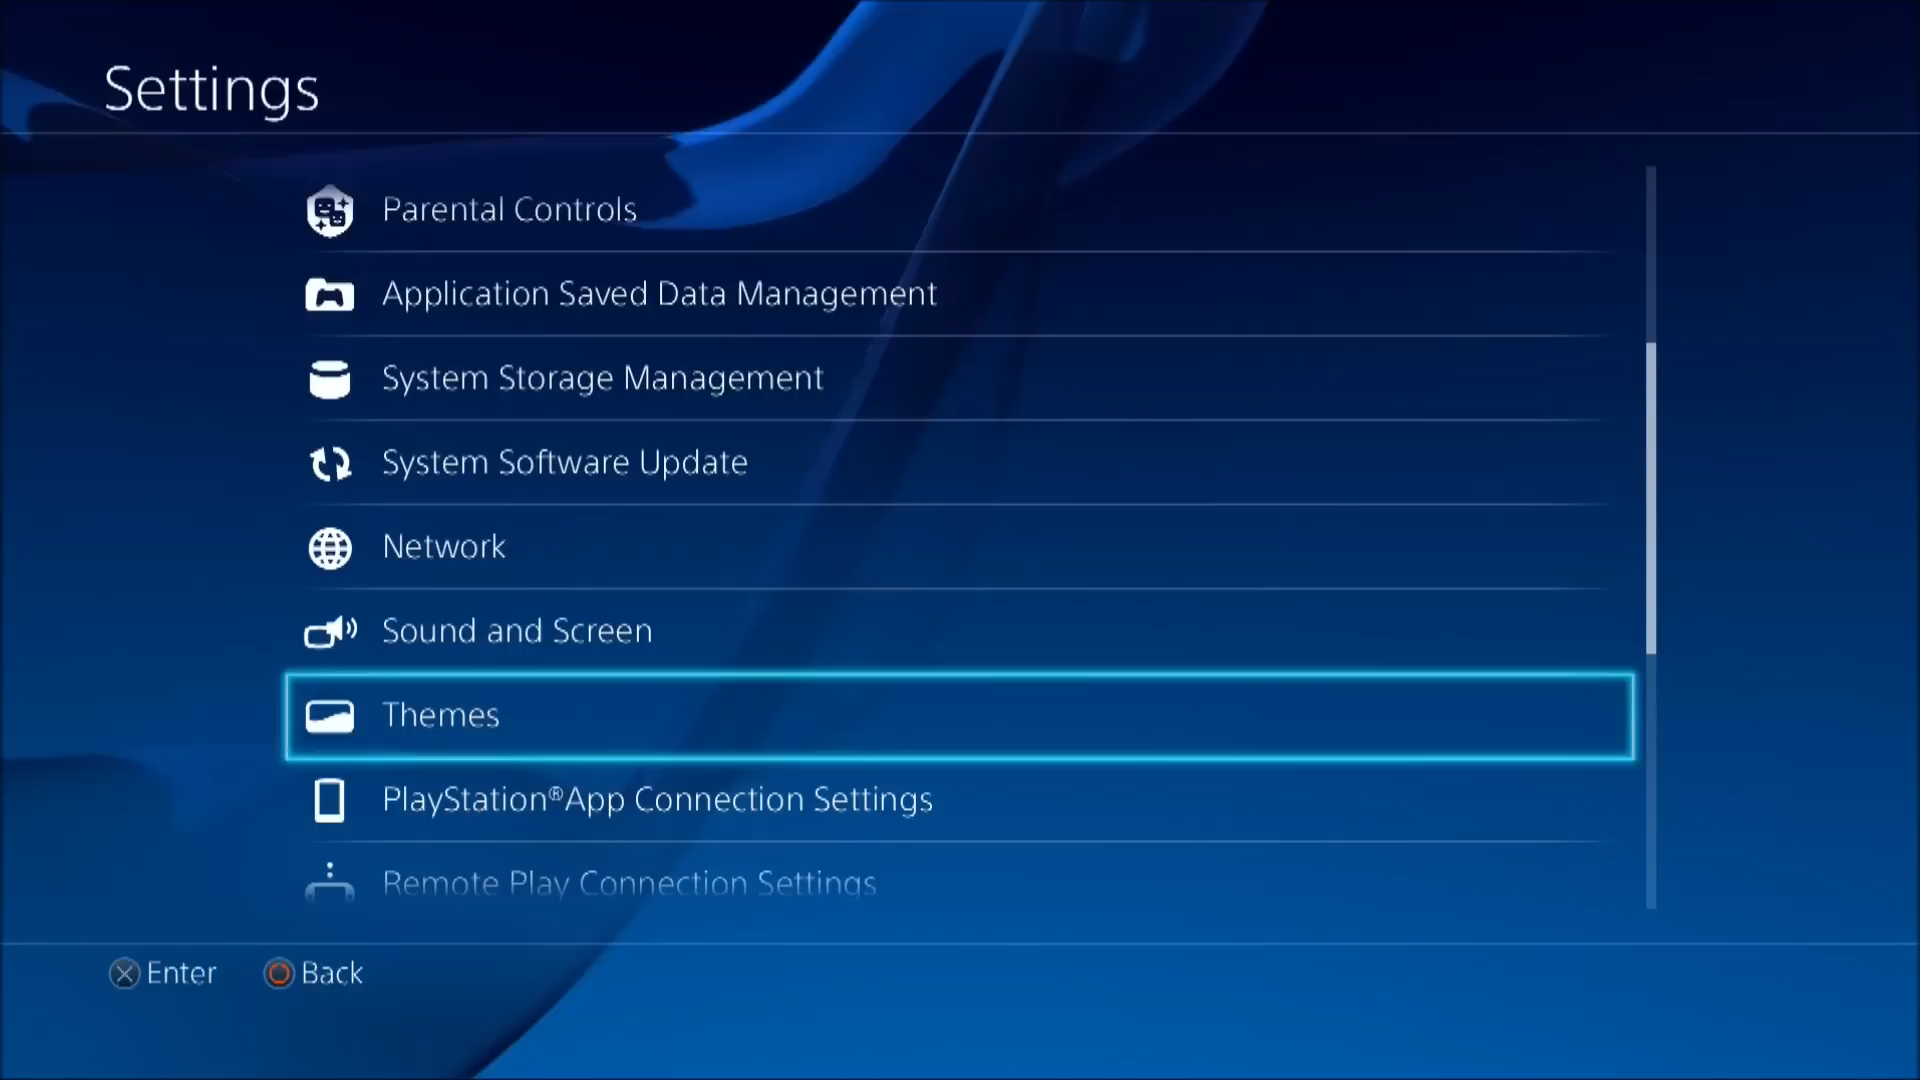 Settings
Parental Controls
Application Saved Data Management
System Storage Management
System Software Update
Network
Sound and Screen
Themes
PlayStation®App Connection Settings
Remote Play Connection Settings
Enter Back